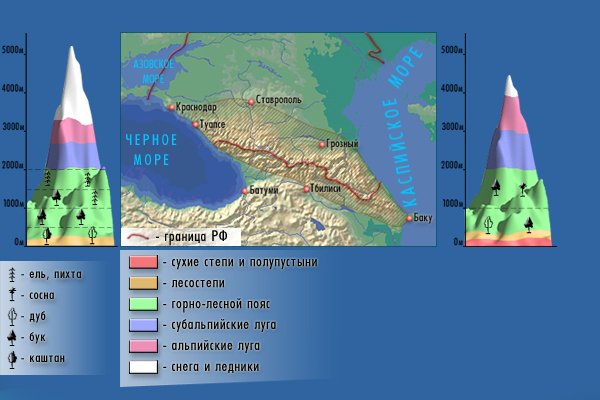 5000м
4000м
3000м
2000м
1000м
0м
АЗОВСКОЕ
МОРЕ
Краснодар
Ставрополь
Туапсе
ЧЕРНОЕ
МОРЕ
Грозный
КАСПИЙСКОЕ МОРЕ
Батуми
Тбилиси
Баку
- граница РФ
5000м
4000м
3000м
2000м
1000м
0м
- ель, пихта
- сосна
- дуб
- бук
- каштан
- сухие степи и полупустыни
- лесостепи
- горно-лесной пояс
- субальпийские луга
- альпийские луга
- снега и ледники